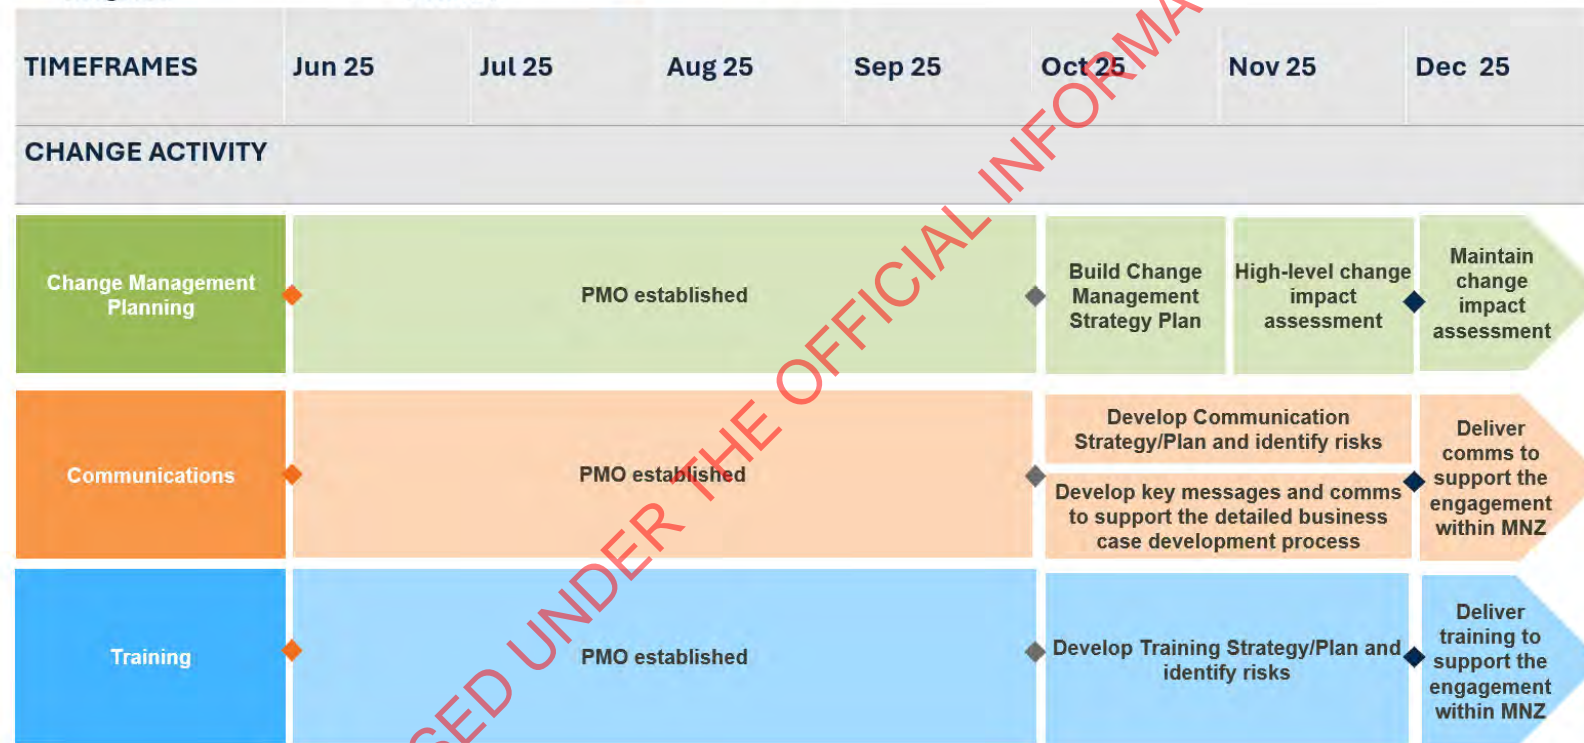 TIMEFRAMES Jun 25 Jul 25 Aug 25 Sep 25 Oct 25 Nov 25 Dec 25
CHANGE ACTIVITY
Change Management
Planning
PMO established
Build Change
Management
Strategy Plan
High-level change
impact
assessment
Maintain
change
impact
assessment
Communications
PMO established
Develop Communication
Strategy/Plan and identify risks
Develop key messages and comms
to support the detailed business
case development process
Deliver
comms to
support the
engagement
within MNZ
Training
PMO established
Develop Training Strategy/Plan and
identify risks
Deliver
training to
support the
engagement
within MNZ
SED UNDER THE OFFICIAL INFORMA